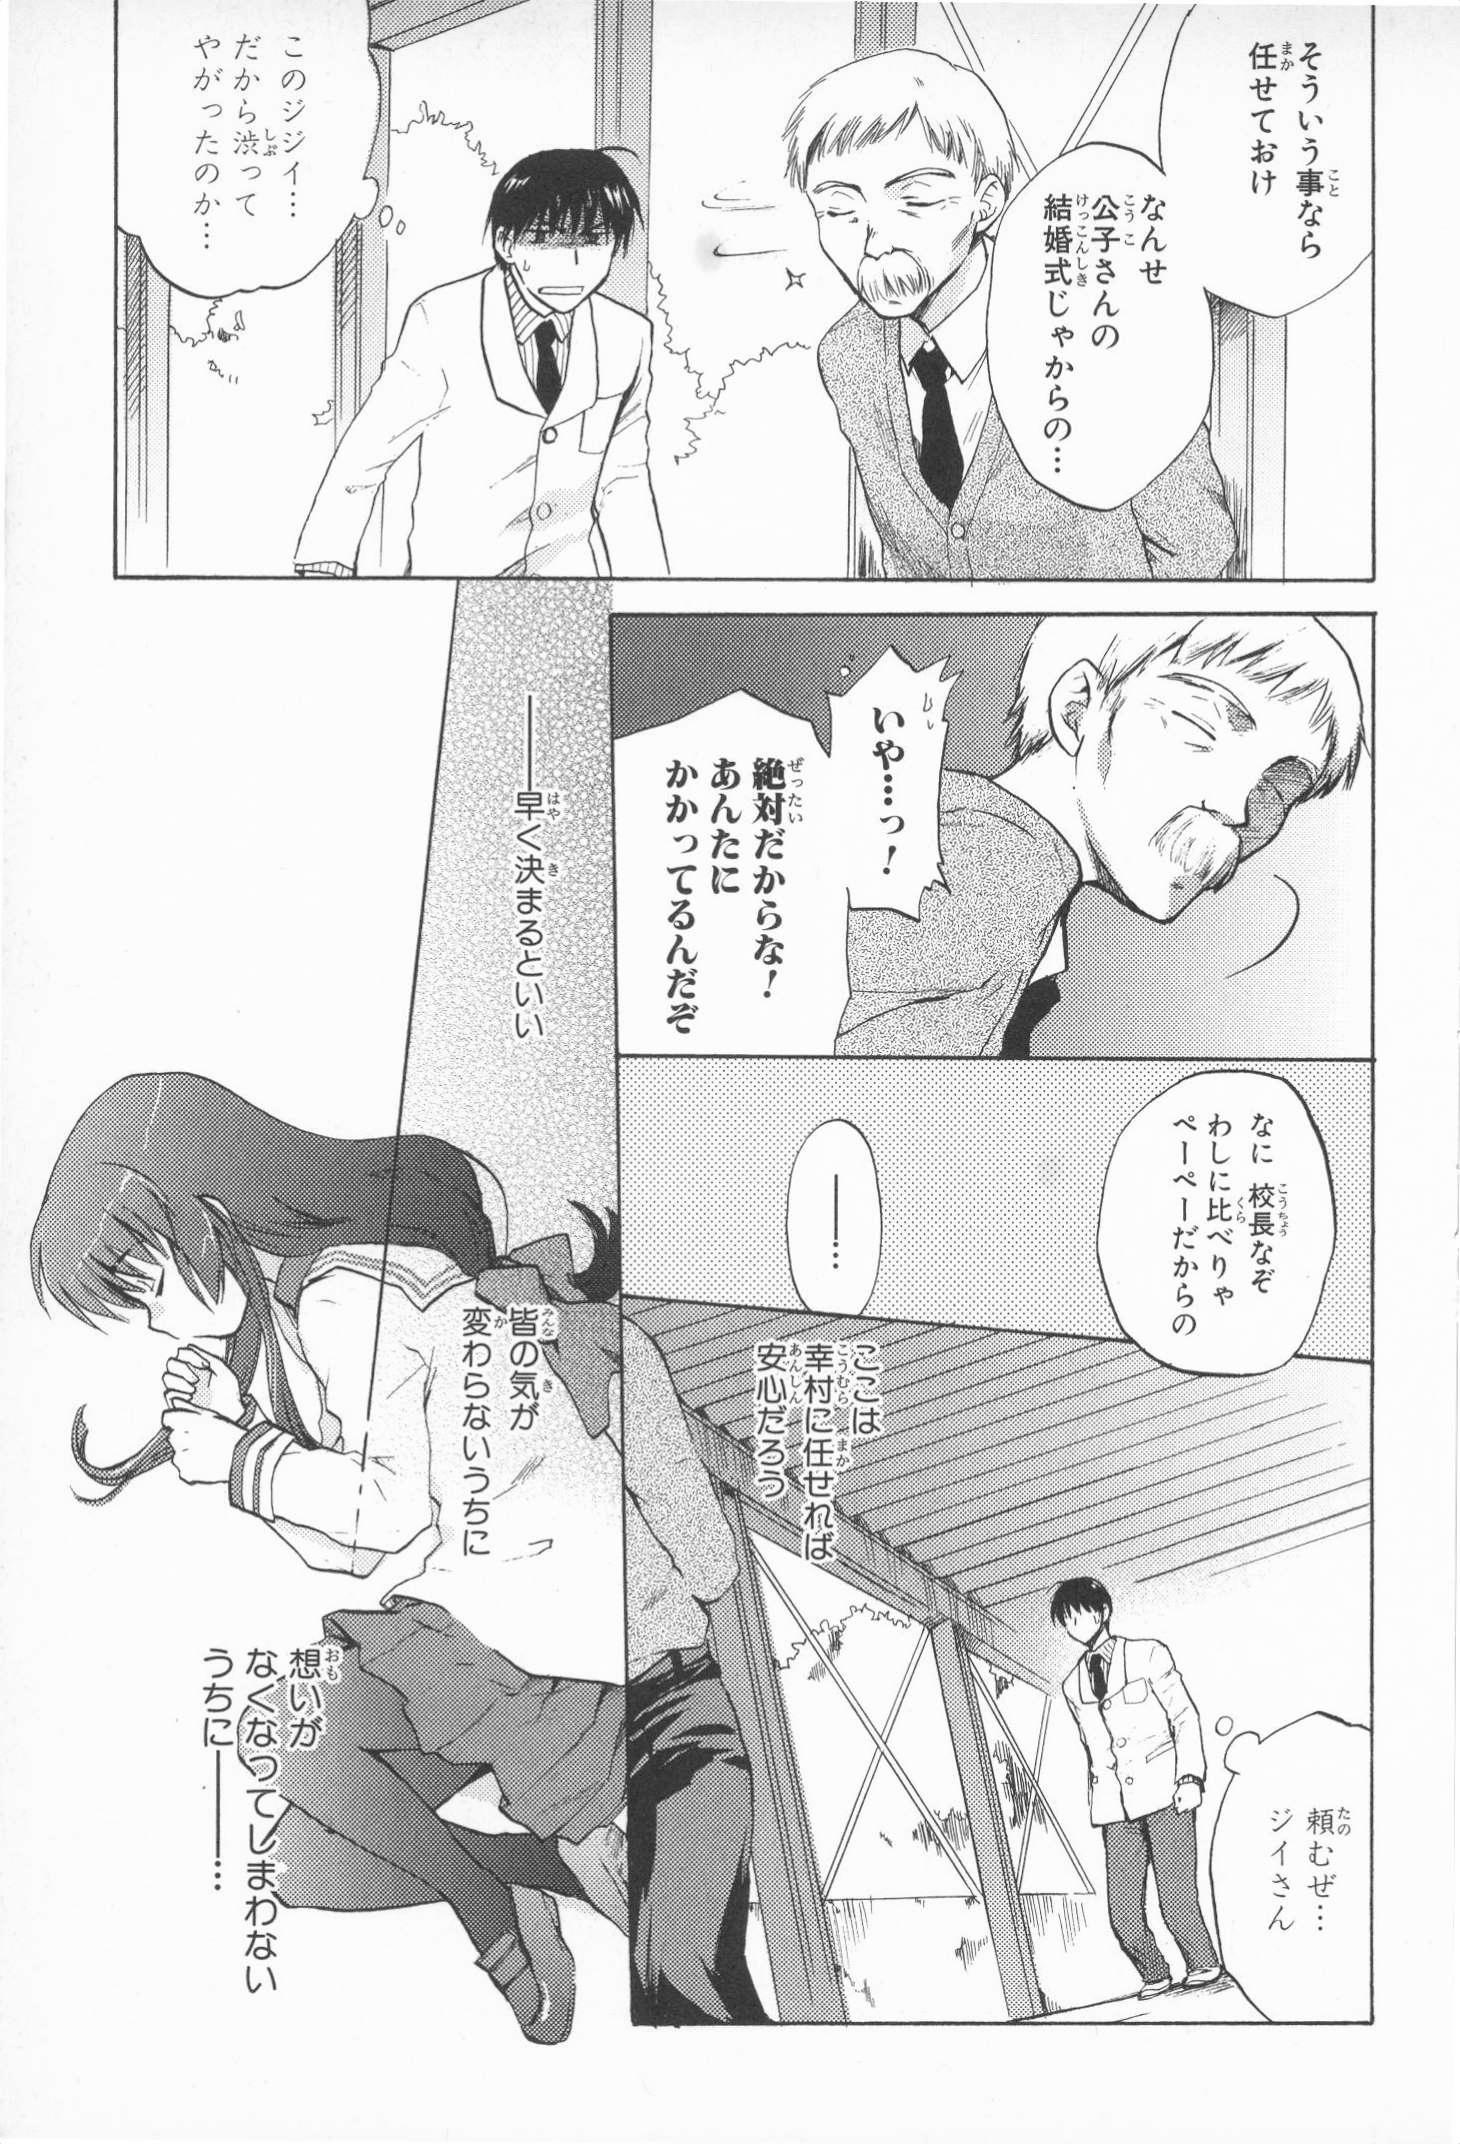 そういう事なら
任せておけ
なんせ
公子さんの
結婚式じゃからの…
このジジィ…
だから渋って
やがったのか…
いや…っ！
絶対だからな！
あんたに
かかってるんだぞ
なに 校長なぞ
わしに比べりゃ
ペーペーだからの
――…
ここは
幸村に任せれば
安心だろう
頼むぜ…
ジイさん
――早く決まるといい
皆の気が
変わらないうちに
想いが
なくなってしまわない
うちに――…